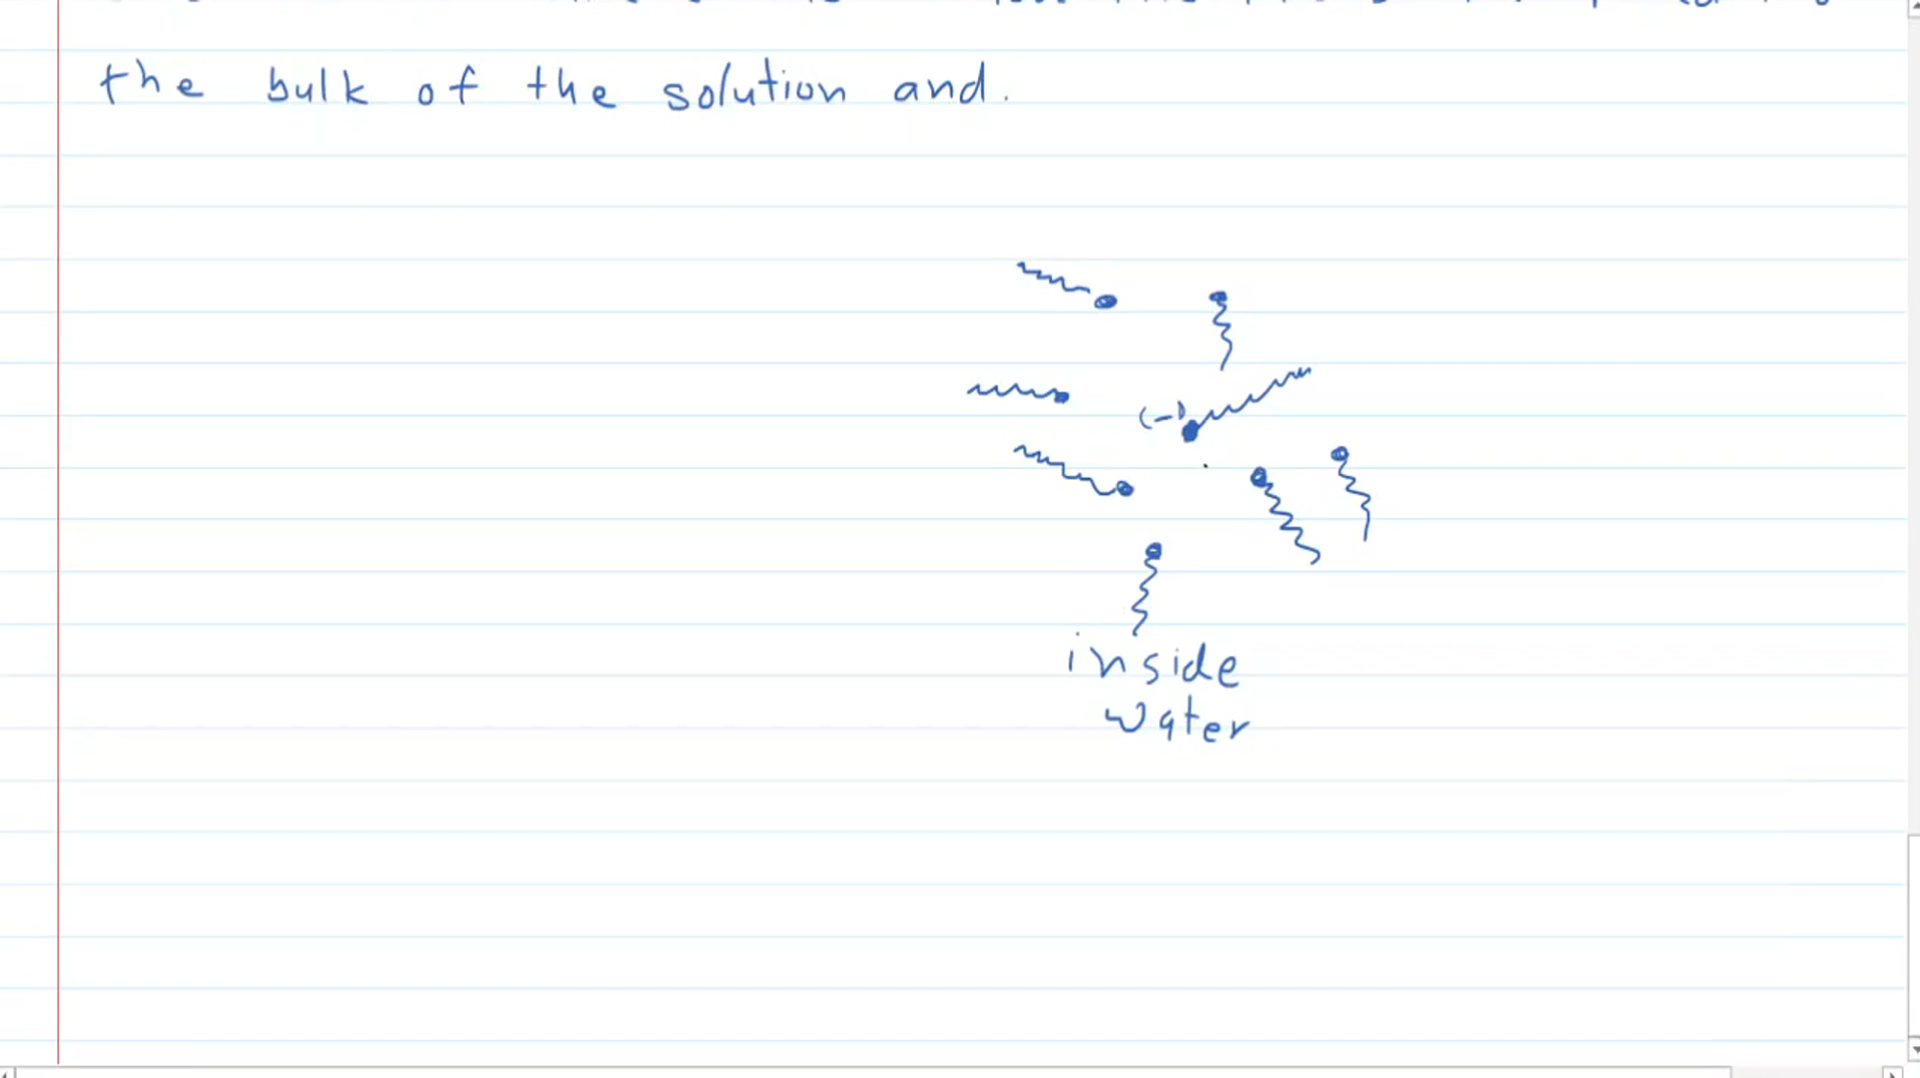 the bulk of the solution and.
(-)
inside
water